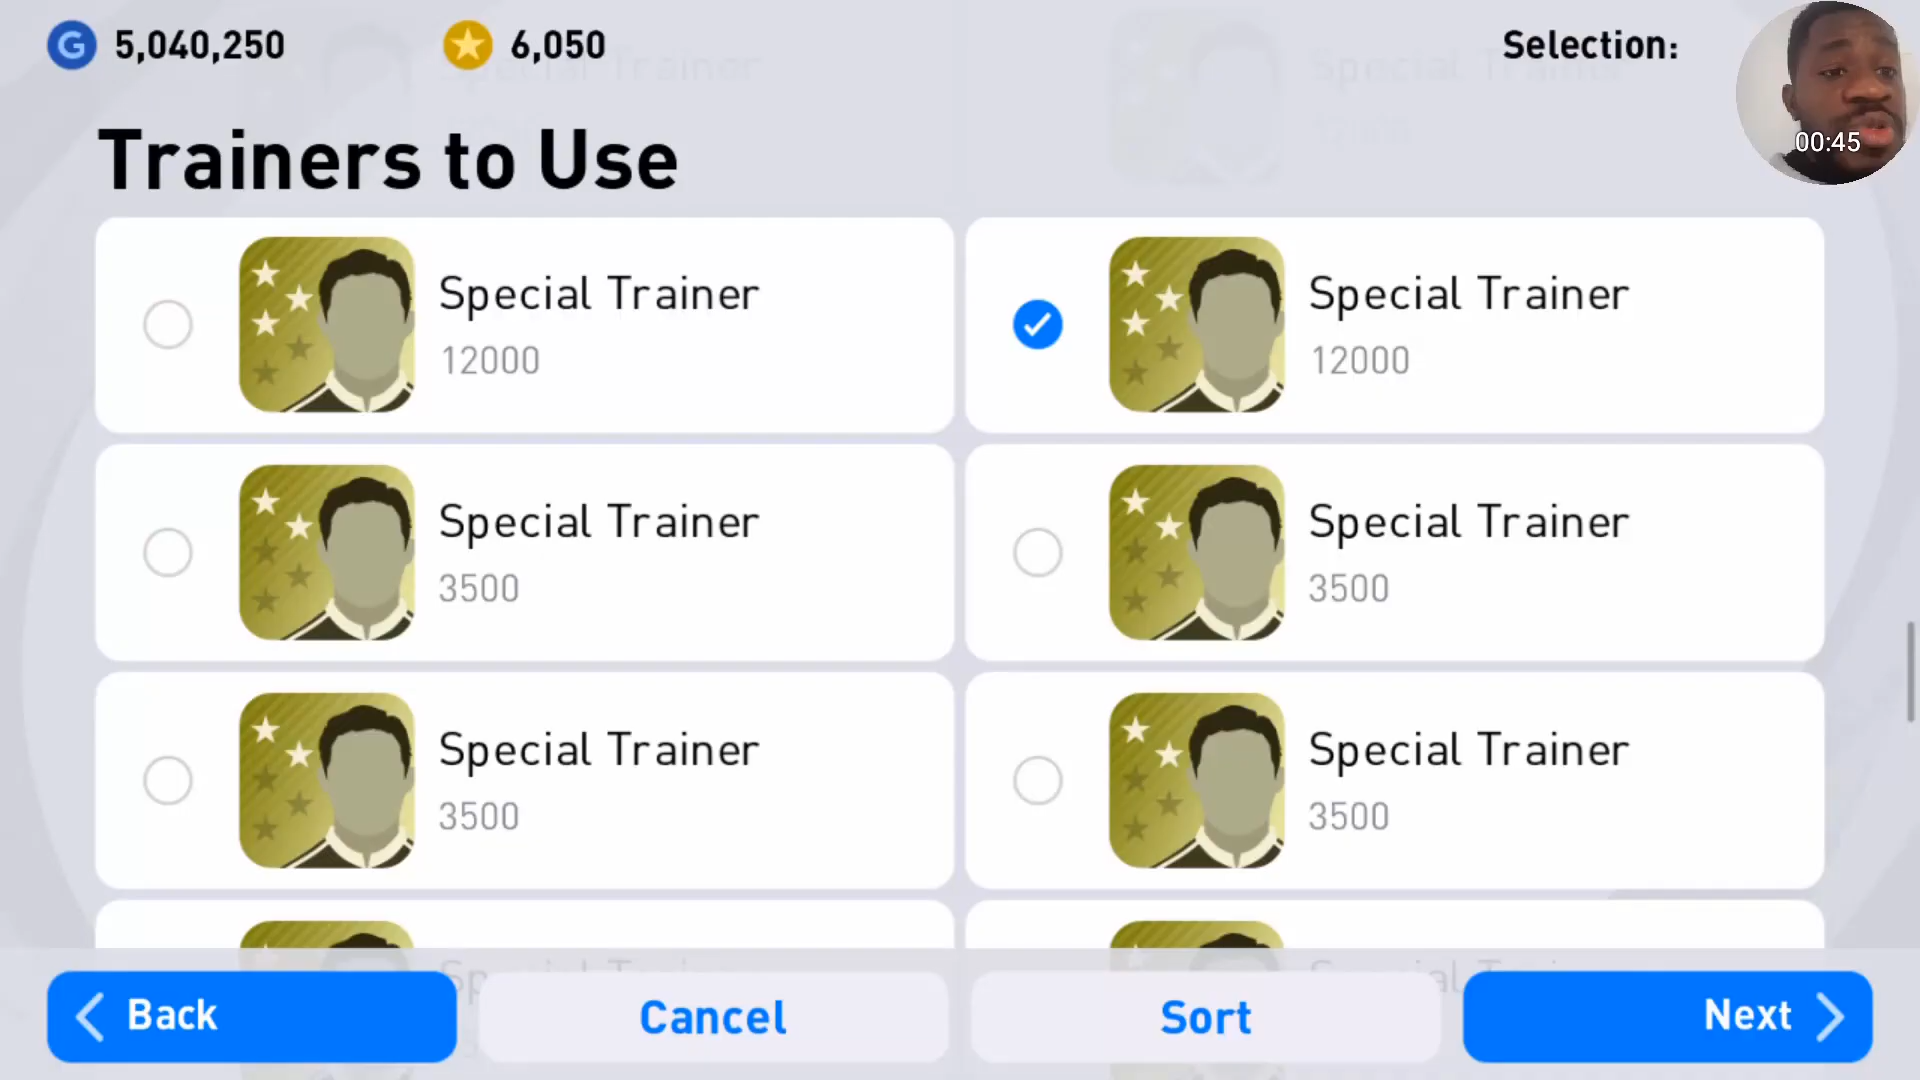 5,040,250
6,050
Selection:
00:45
Trainers to Use
Special Trainer
12000
Special Trainer
12000
Special Trainer
3500
Special Trainer
3500
Special Trainer
3500
Special Trainer
3500
Back
Cancel
Sort
Next